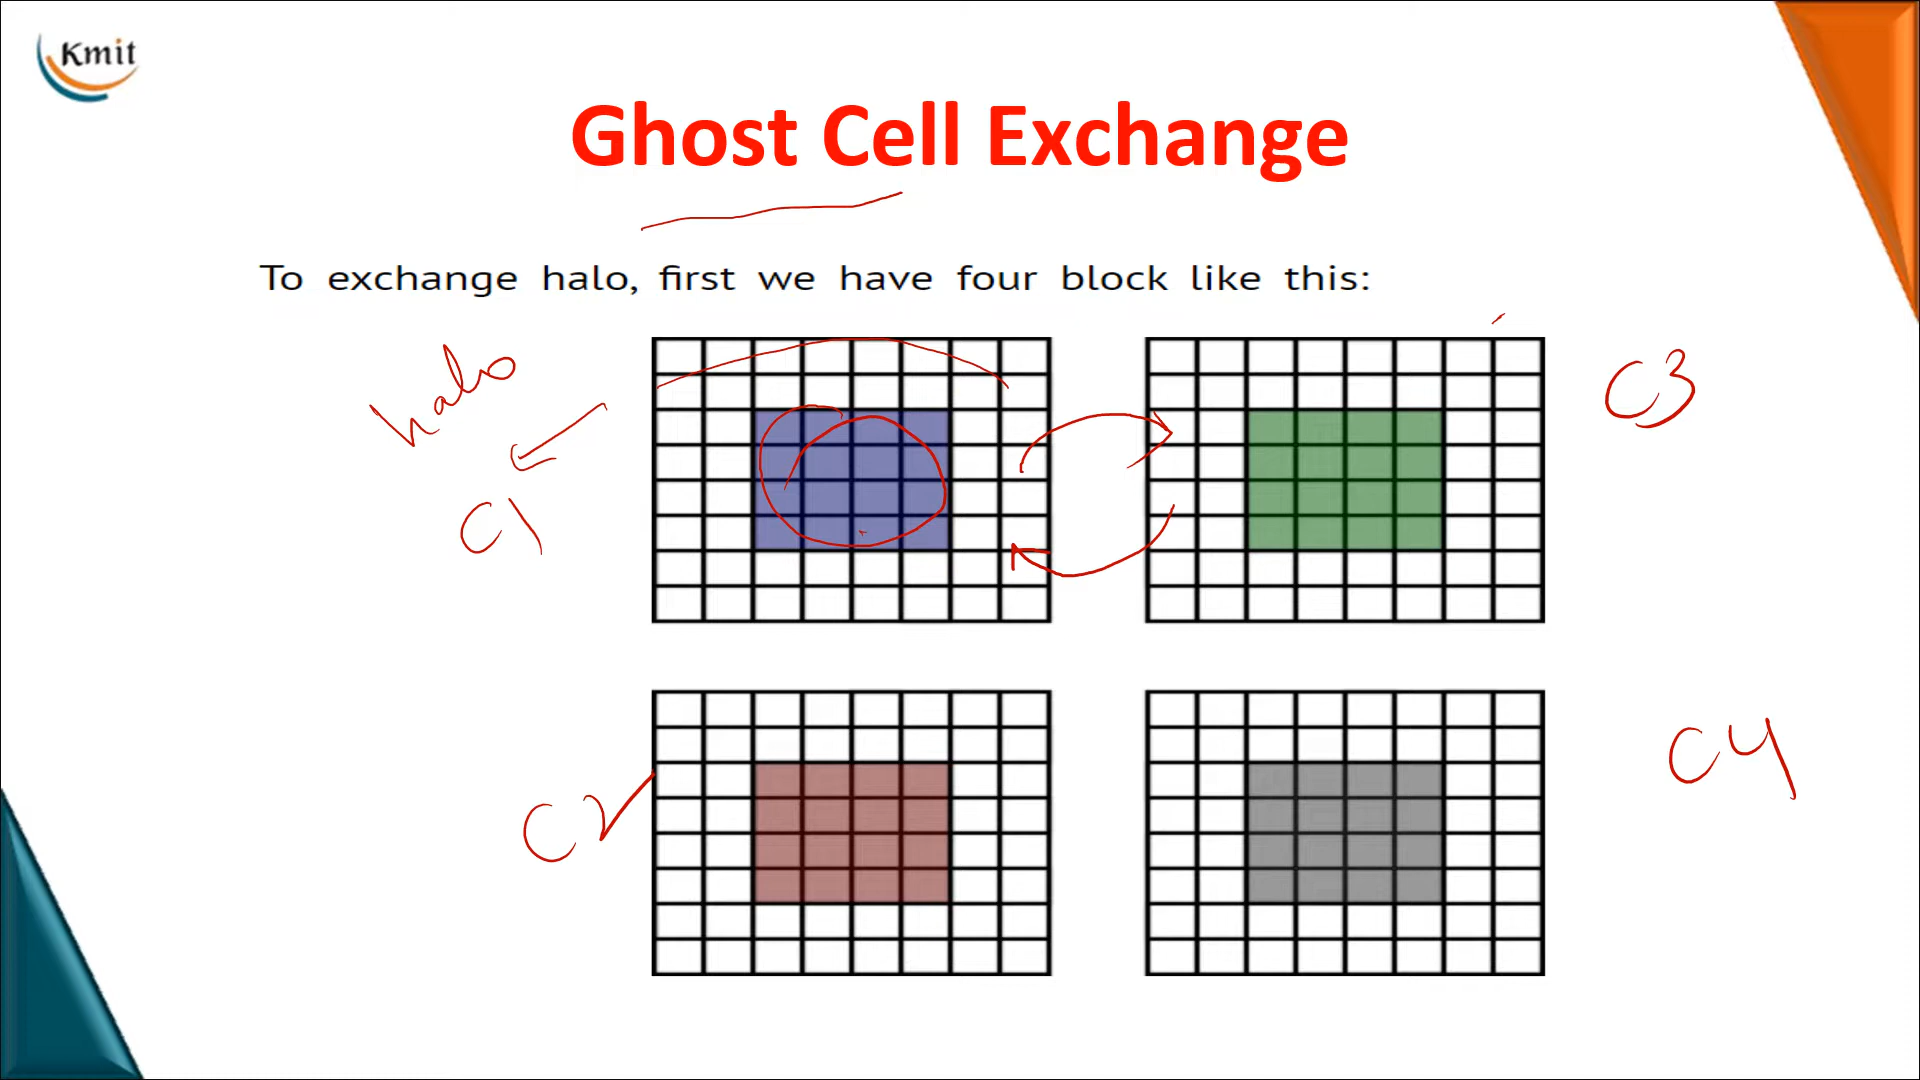 Kmit
Ghost Cell Exchange
To exchange halo, first we have four block like this:
halo
C3
C1
C4
C2